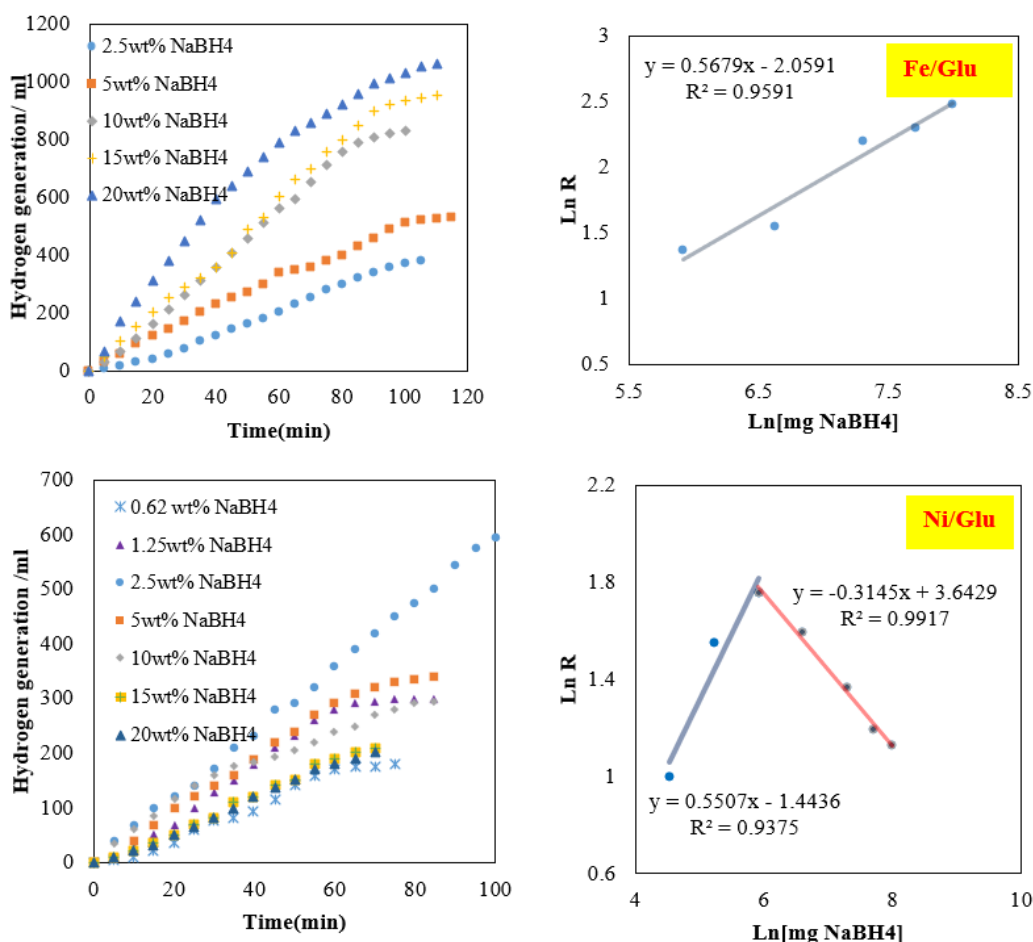 1200
1000
800
600
400
200
0
Hydrogen generation/ ml
2.5wt% NaBH4
5wt% NaBH4
10wt% NaBH4
15wt% NaBH4
20wt% NaBH4
0 20 40 60 80 100 120
Time(min)
3
2.5
2
1.5
1
0.5
Ln R
y = 0.5679x - 2.0591
R² = 0.9591
Fe/Glu
5.5 6.5 7.5 8.5
Ln[mg NaBH4]
700
600
500
400
300
200
100
0
Hydrogen generation /ml
0.62 wt% NaBH4
1.25wt% NaBH4
2.5wt% NaBH4
5wt% NaBH4
10wt% NaBH4
15wt% NaBH4
20wt% NaBH4
0 20 40 60 80 100
Time(min)
2.2
1.8
1.4
1
0.6
Ln R
Ni/Glu
y = -0.3145x + 3.6429
R² = 0.9917
y = 0.5507x - 1.4436
R² = 0.9375
4 6 8 10
Ln[mg NaBH4]